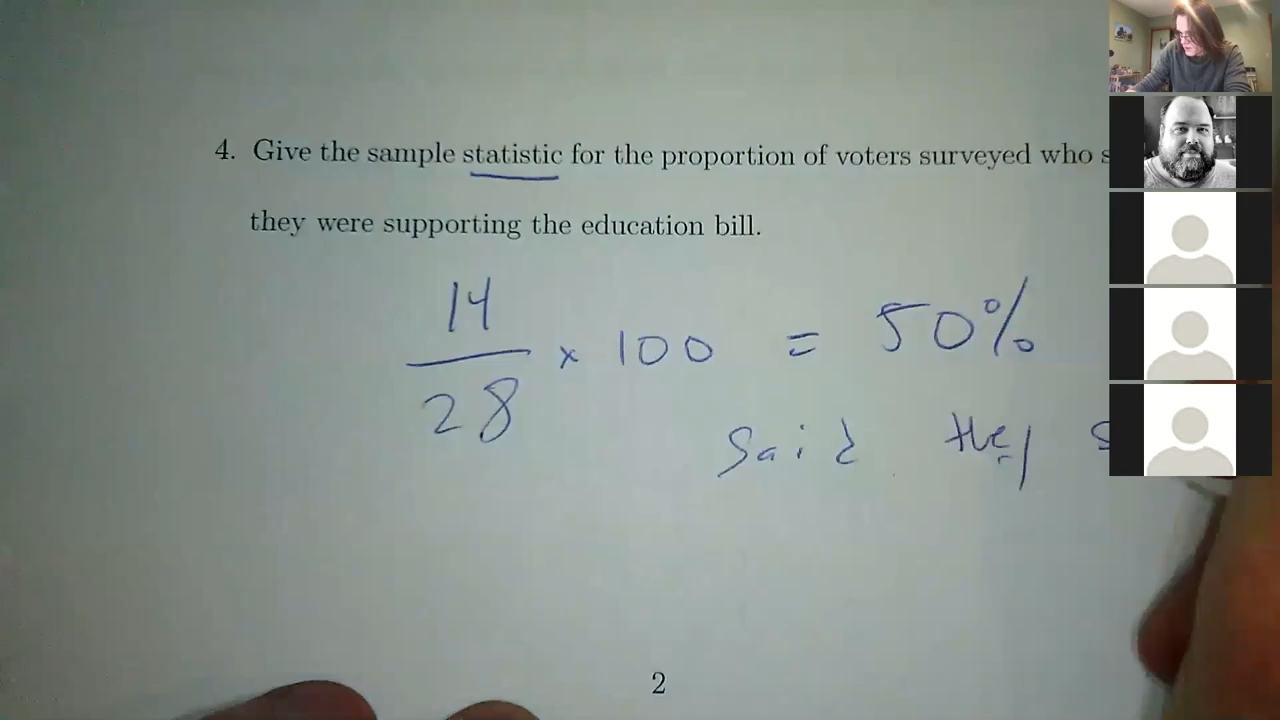 4. Give the sample statistic for the proportion of voters surveyed who s
they were supporting the education bill.
14
28
× 100 = 50%
Said they s
2